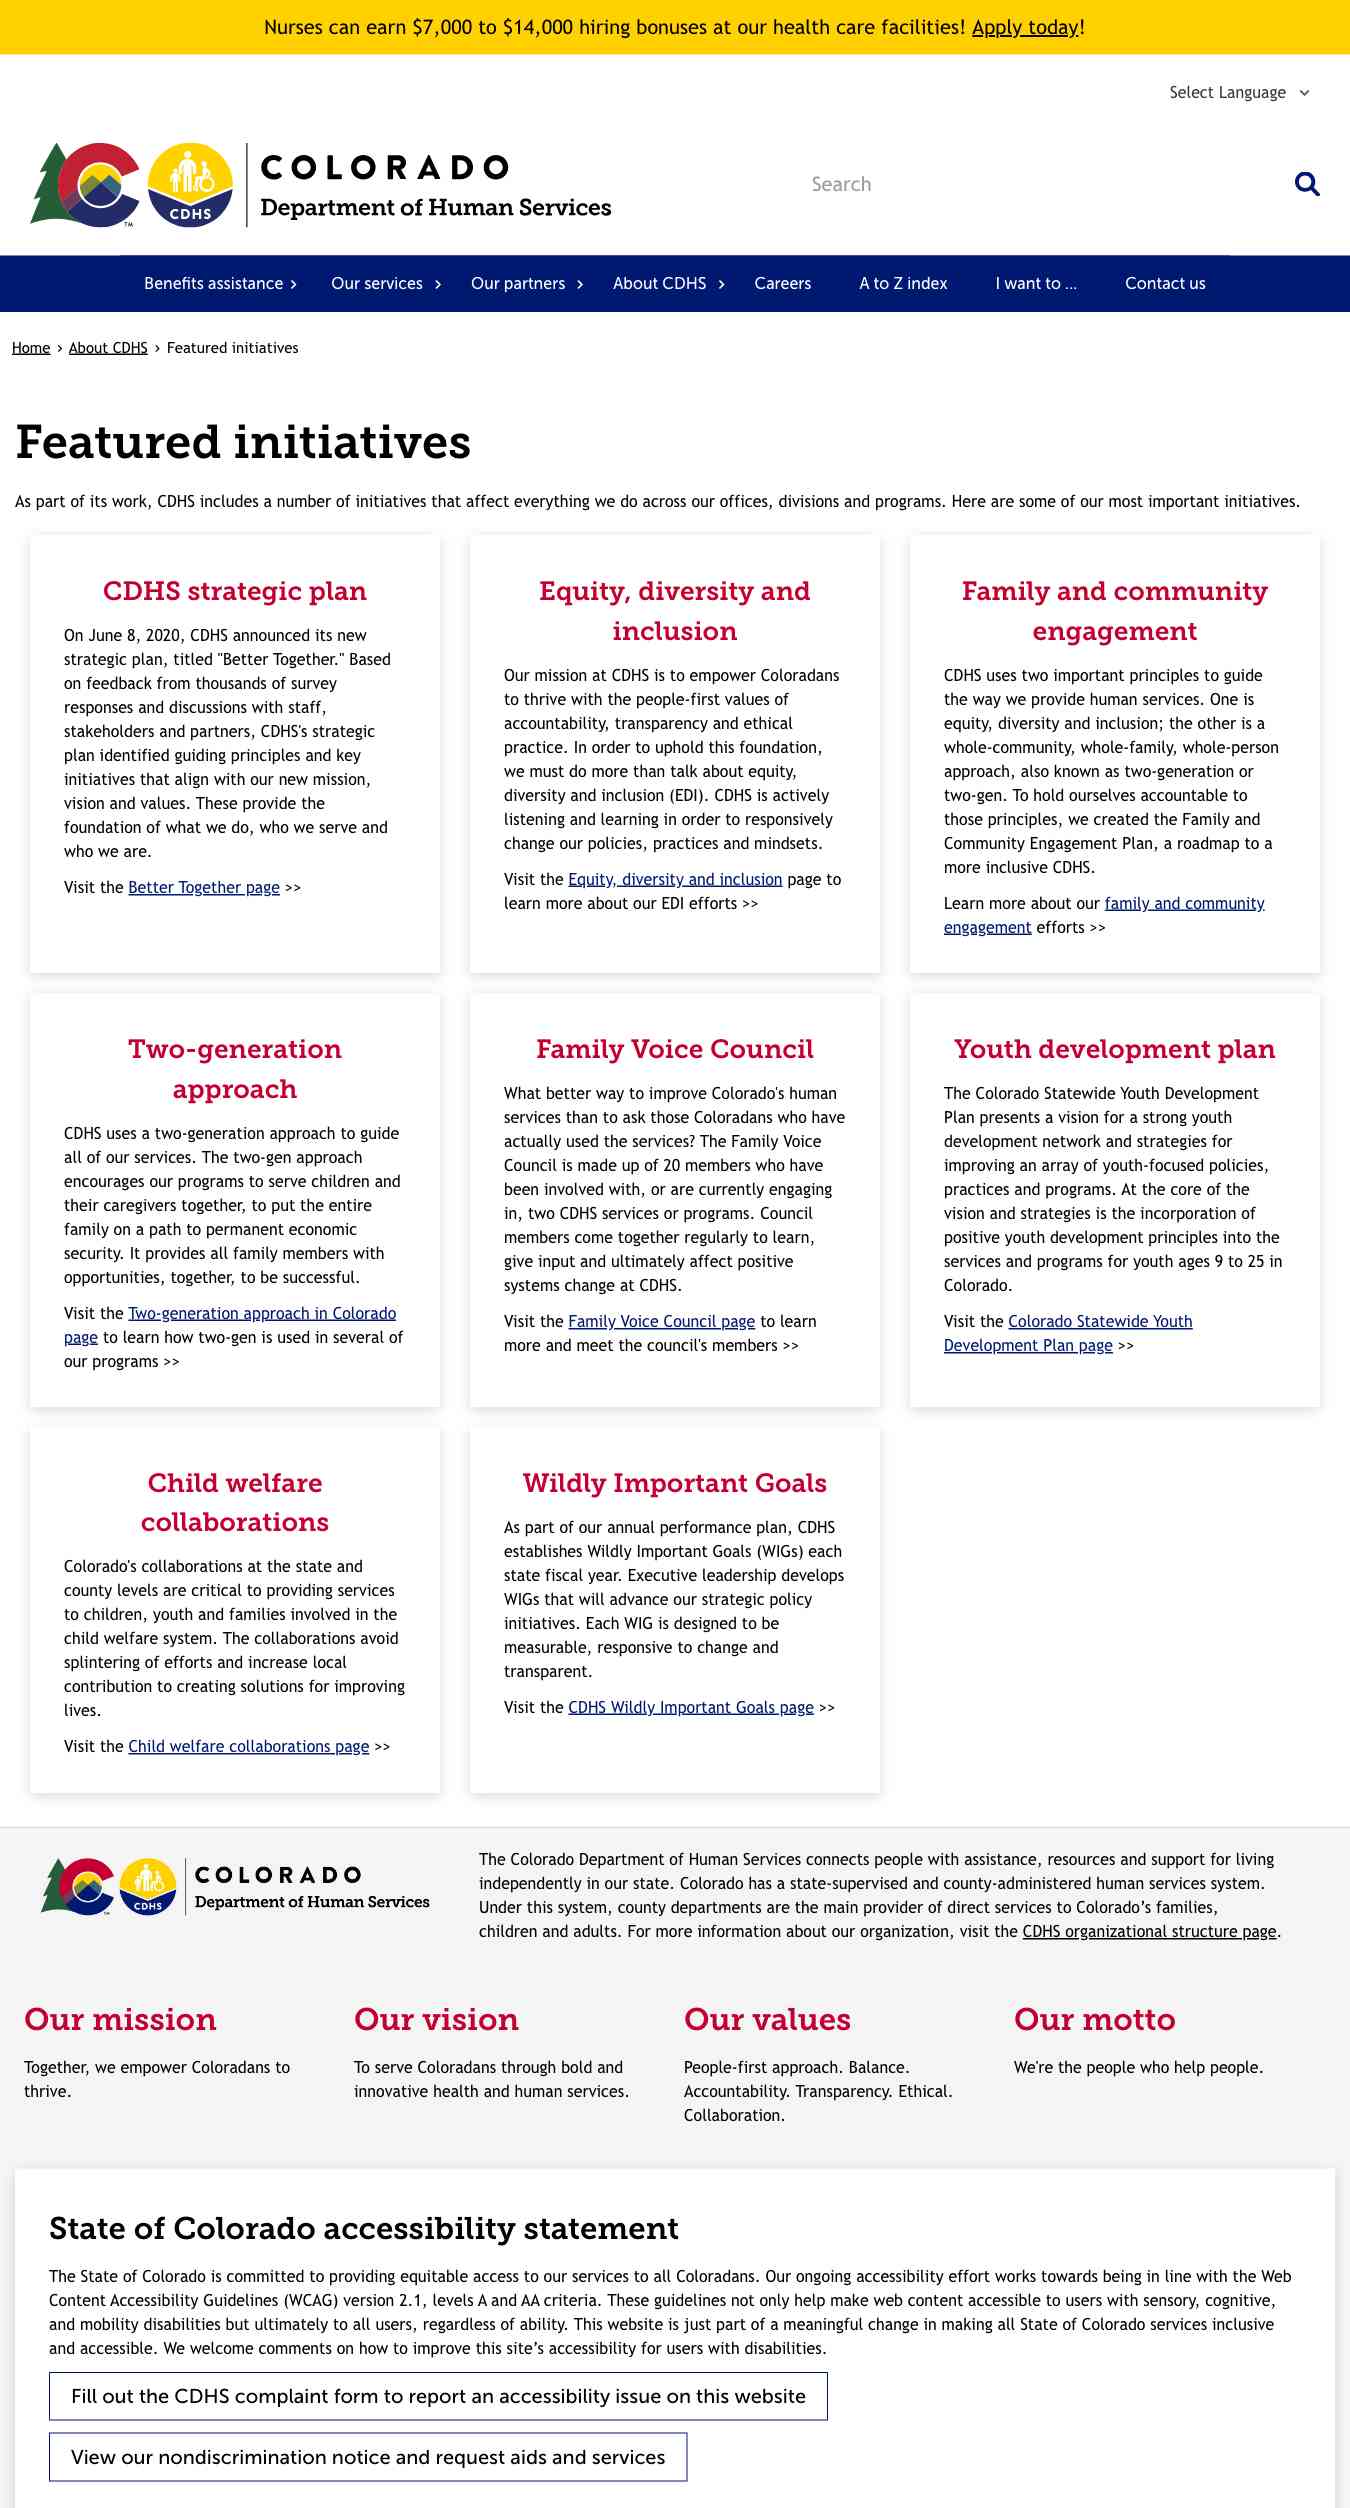 Nurses can earn $7,000 to $14,000 hiring bonuses at our health care facilities! Apply today!
Select Language
COLORADO
Department of Human Services
CDHS
TM
Search
Benefits assistance › Our services › Our partners › About CDHS › Careers A to Z index I want to ... Contact us
Home › About CDHS › Featured initiatives
Featured initiatives
As part of its work, CDHS includes a number of initiatives that affect everything we do across our offices, divisions and programs. Here are some of our most important initiatives.
CDHS strategic plan
On June 8, 2020, CDHS announced its new
strategic plan, titled "Better Together." Based
on feedback from thousands of survey
responses and discussions with staff,
stakeholders and partners, CDHS's strategic
plan identified guiding principles and key
initiatives that align with our new mission,
vision and values. These provide the
foundation of what we do, who we serve and
who we are.
Visit the Better Together page >>
Equity, diversity and
inclusion
Our mission at CDHS is to empower Coloradans
to thrive with the people-first values of
accountability, transparency and ethical
practice. In order to uphold this foundation,
we must do more than talk about equity,
diversity and inclusion (EDI). CDHS is actively
listening and learning in order to responsively
change our policies, practices and mindsets.
Visit the Equity, diversity and inclusion page to
learn more about our EDI efforts >>
Family and community
engagement
CDHS uses two important principles to guide
the way we provide human services. One is
equity, diversity and inclusion; the other is a
whole-community, whole-family, whole-person
approach, also known as two-generation or
two-gen. To hold ourselves accountable to
those principles, we created the Family and
Community Engagement Plan, a roadmap to a
more inclusive CDHS.
Learn more about our family and community
engagement efforts >>
Two-generation
approach
CDHS uses a two-generation approach to guide
all of our services. The two-gen approach
encourages our programs to serve children and
their caregivers together, to put the entire
family on a path to permanent economic
security. It provides all family members with
opportunities, together, to be successful.
Visit the Two-generation approach in Colorado
page to learn how two-gen is used in several of
our programs >>
Family Voice Council
What better way to improve Colorado's human
services than to ask those Coloradans who have
actually used the services? The Family Voice
Council is made up of 20 members who have
been involved with, or are currently engaging
in, two CDHS services or programs. Council
members come together regularly to learn,
give input and ultimately affect positive
systems change at CDHS.
Visit the Family Voice Council page to learn
more and meet the council's members >>
Youth development plan
The Colorado Statewide Youth Development
Plan presents a vision for a strong youth
development network and strategies for
improving an array of youth-focused policies,
practices and programs. At the core of the
vision and strategies is the incorporation of
positive youth development principles into the
services and programs for youth ages 9 to 25 in
Colorado.
Visit the Colorado Statewide Youth
Development Plan page >>
Child welfare
collaborations
Colorado's collaborations at the state and
county levels are critical to providing services
to children, youth and families involved in the
child welfare system. The collaborations avoid
splintering of efforts and increase local
contribution to creating solutions for improving
lives.
Visit the Child welfare collaborations page >>
Wildly Important Goals
As part of our annual performance plan, CDHS
establishes Wildly Important Goals (WIGs) each
state fiscal year. Executive leadership develops
WIGs that will advance our strategic policy
initiatives. Each WIG is designed to be
measurable, responsive to change and
transparent.
Visit the CDHS Wildly Important Goals page >>
COLORADO
Department of Human Services
CDHS
TM
The Colorado Department of Human Services connects people with assistance, resources and support for living
independently in our state. Colorado has a state-supervised and county-administered human services system.
Under this system, county departments are the main provider of direct services to Colorado’s families,
children and adults. For more information about our organization, visit the CDHS organizational structure page.
Our mission
Together, we empower Coloradans to
thrive.
Our vision
To serve Coloradans through bold and
innovative health and human services.
Our values
People-first approach. Balance.
Accountability. Transparency. Ethical.
Collaboration.
Our motto
We're the people who help people.
State of Colorado accessibility statement
The State of Colorado is committed to providing equitable access to our services to all Coloradans. Our ongoing accessibility effort works towards being in line with the Web
Content Accessibility Guidelines (WCAG) version 2.1, levels A and AA criteria. These guidelines not only help make web content accessible to users with sensory, cognitive,
and mobility disabilities but ultimately to all users, regardless of ability. This website is just part of a meaningful change in making all State of Colorado services inclusive
and accessible. We welcome comments on how to improve this site’s accessibility for users with disabilities.
Fill out the CDHS complaint form to report an accessibility issue on this website
View our nondiscrimination notice and request aids and services